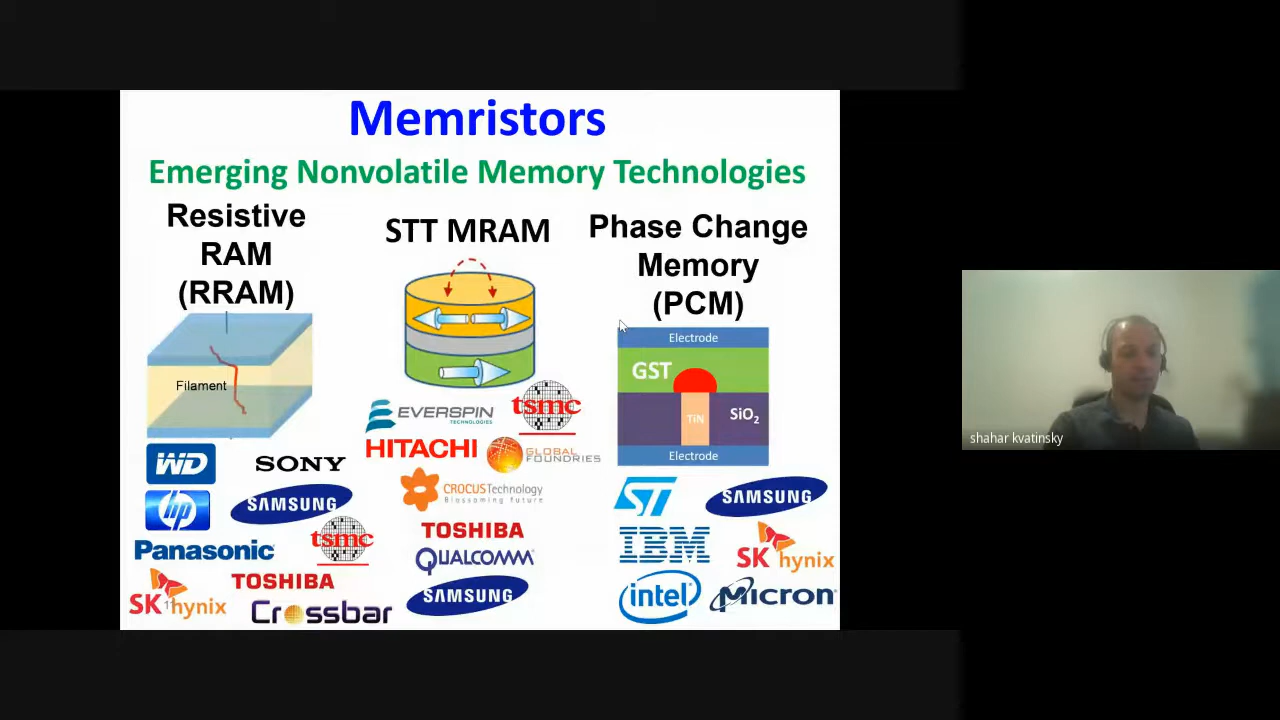 Memristors
Emerging Nonvolatile Memory Technologies
Resistive
RAM
(RRAM)
Filament
WD
SONY
hp
SAMSUNG
Panasonic
tsmc
SK hynix
TOSHIBA
Crossbar
STT MRAM
EVERSPIN
TECHNOLOGIES
tsmc
HITACHI
GLOBAL
FOUNDRIES
CROCUS Technology
Blossoming future
TOSHIBA
QUALCOMM
SAMSUNG
Phase Change
Memory
(PCM)
Electrode
GST
TiN
SiO₂
Electrode
ST
SAMSUNG
IBM
SK hynix
intel
Micron
shahar kvatinsky